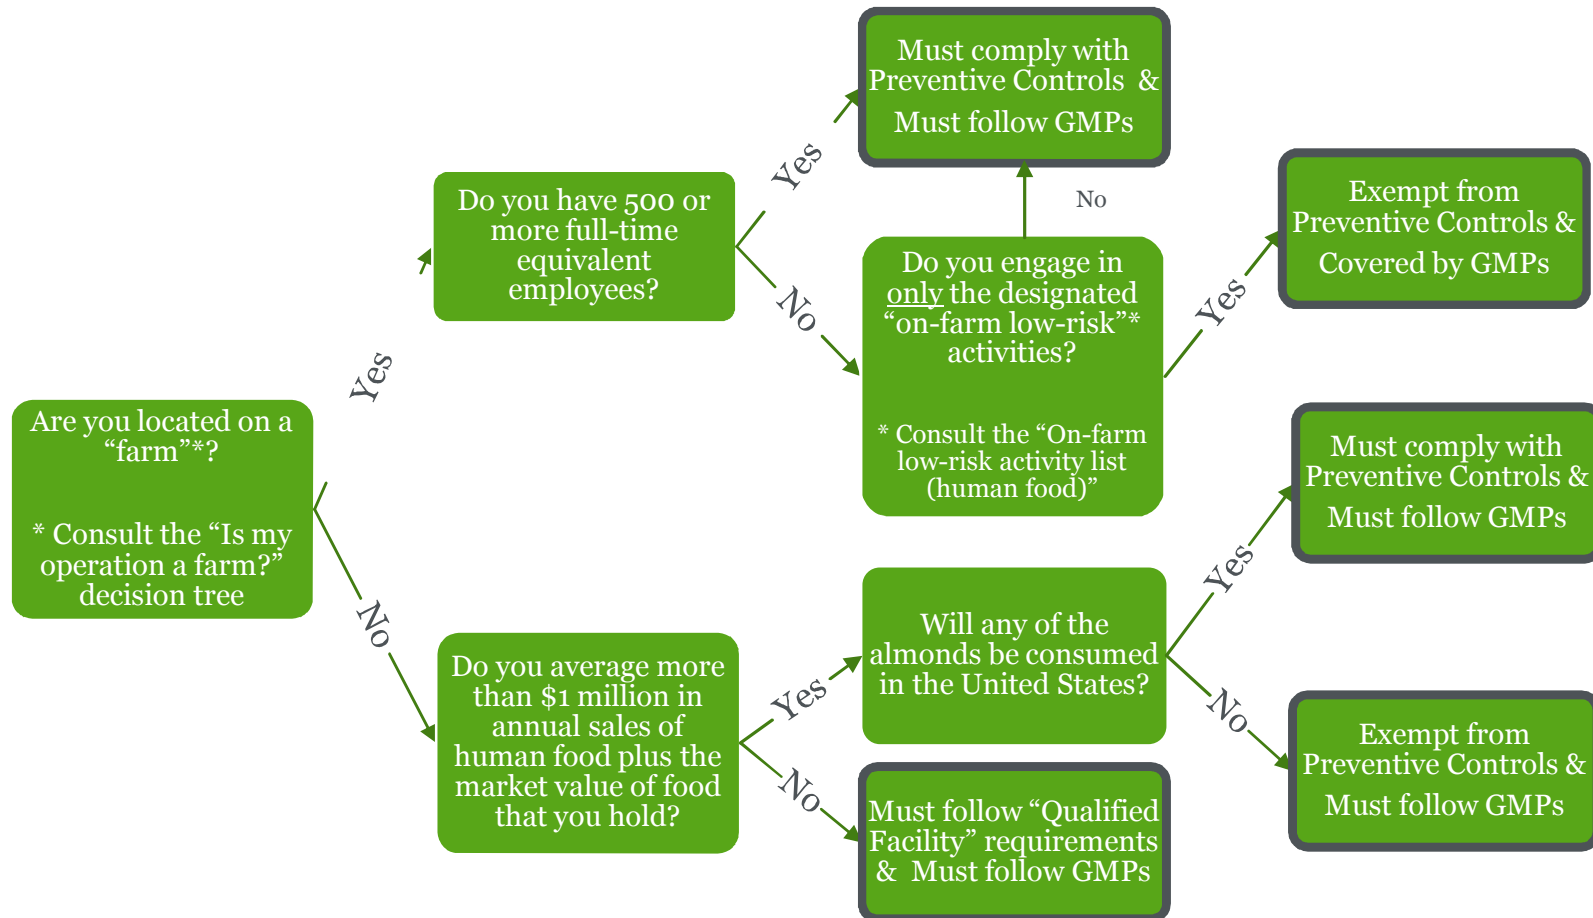 Are you located on a
“farm”*?
* Consult the “Is my
operation a farm?”
decision tree
Yes
No
Do you have 500 or
more full-time
equivalent
employees?
Yes
No
Must comply with
Preventive Controls &
Must follow GMPs
No
Do you engage in
only the designated
“on-farm low-risk”*
activities?
* Consult the “On-farm
low-risk activity list
(human food)”
Yes
Exempt from
Preventive Controls &
Covered by GMPs
Do you average more
than $1 million in
annual sales of
human food plus the
market value of food
that you hold?
Yes
No
Will any of the
almonds be consumed
in the United States?
Yes
No
Must comply with
Preventive Controls &
Must follow GMPs
Exempt from
Preventive Controls &
Must follow GMPs
Must follow “Qualified
Facility” requirements
& Must follow GMPs